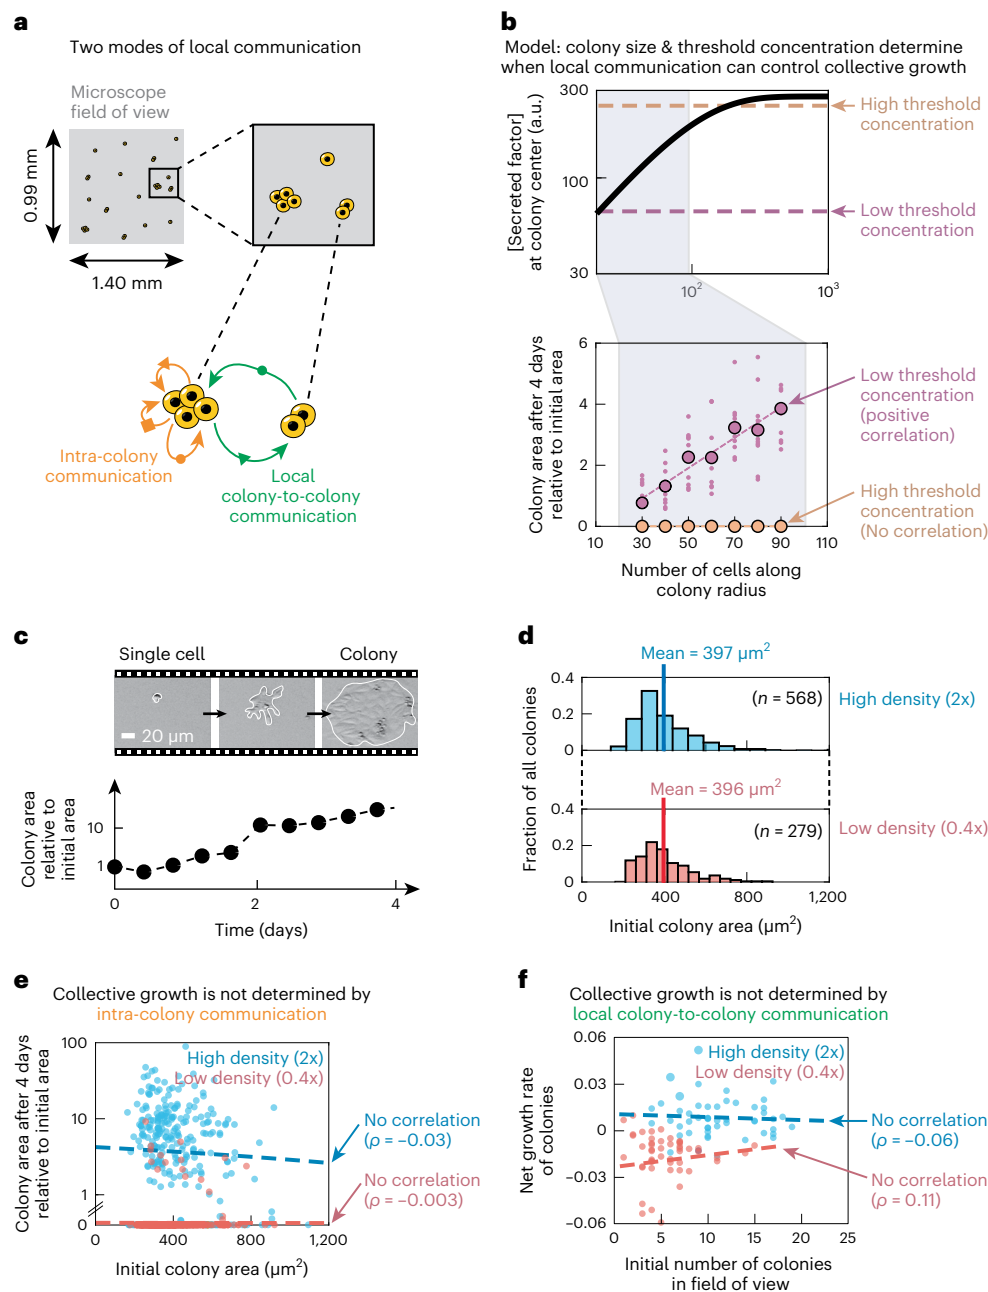 a
Two modes of local communication
Microscope
field of view
0.99 mm
1.40 mm
Intra-colony
communication
Local
colony-to-colony
communication
b
Model: colony size & threshold concentration determine
when local communication can control collective growth
[Secreted factor]
at colony center (a.u.)
300
100
30
10²
10³
High threshold
concentration
Low threshold
concentration
Colony area after 4 days
relative to initial area
6
4
2
0
10
30
50
70
90
110
Number of cells along
colony radius
Low threshold
concentration
(positive
correlation)
High threshold
concentration
(No correlation)
c
Single cell
Colony
20 µm
Colony area
relative to
initial area
10
1
0
2
4
Time (days)
d
Mean = 397 µm²
Fraction of all colonies
0.4
0.2
0
(n = 568)
High density (2x)
Mean = 396 µm²
0.4
0.2
0
(n = 279)
Low density (0.4x)
0
400
800
1,200
Initial colony area (µm²)
e
Collective growth is not determined by
intra-colony communication
Colony area after 4 days
relative to initial area
100
10
1
0
High density (2x)
Low density (0.4x)
No correlation
(ρ = −0.03)
No correlation
(ρ = −0.003)
0
400
800
1,200
Initial colony area (µm²)
f
Collective growth is not determined by
local colony-to-colony communication
Net growth rate
of colonies
0.06
0.03
0
−0.03
−0.06
High density (2x)
Low density (0.4x)
No correlation
(ρ = −0.06)
No correlation
(ρ = 0.11)
0
5
10
15
20
25
Initial number of colonies
in field of view